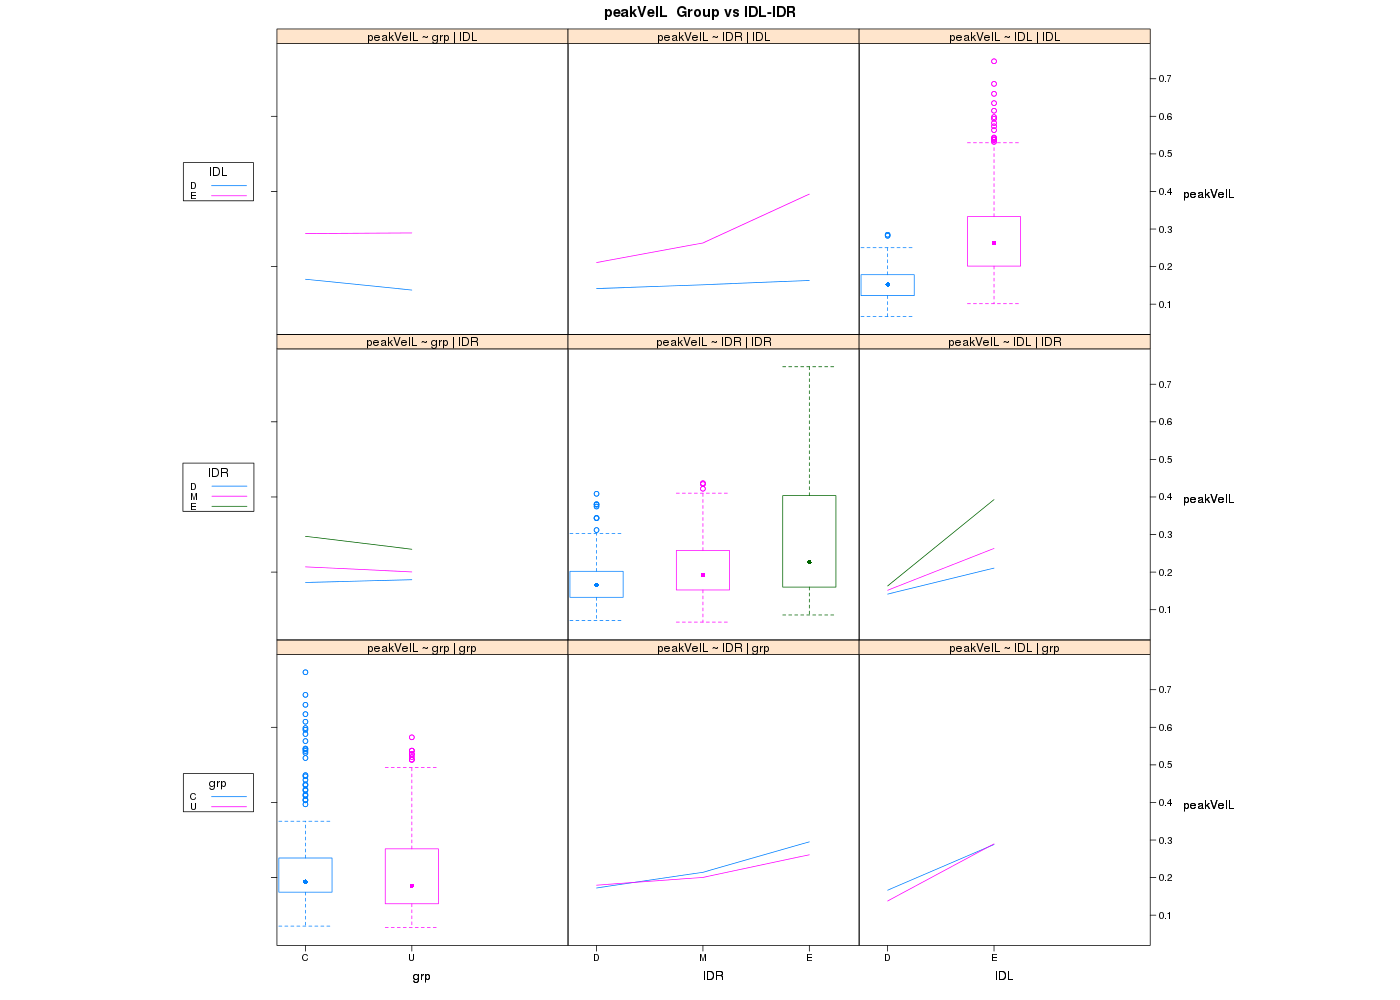 peakVelL  Group vs IDL-IDR
peakVelL ~ grp | IDL
peakVelL ~ IDR | IDL
peakVelL ~ IDL | IDL
IDL
D
E
0.7
0.6
0.5
0.4
0.3
0.2
0.1
peakVelL
peakVelL ~ grp | IDR
peakVelL ~ IDR | IDR
peakVelL ~ IDL | IDR
IDR
D
M
E
0.7
0.6
0.5
0.4
0.3
0.2
0.1
peakVelL
peakVelL ~ grp | grp
peakVelL ~ IDR | grp
peakVelL ~ IDL | grp
grp
C
U
0.7
0.6
0.5
0.4
0.3
0.2
0.1
peakVelL
C U D M E D E
grp IDR IDL